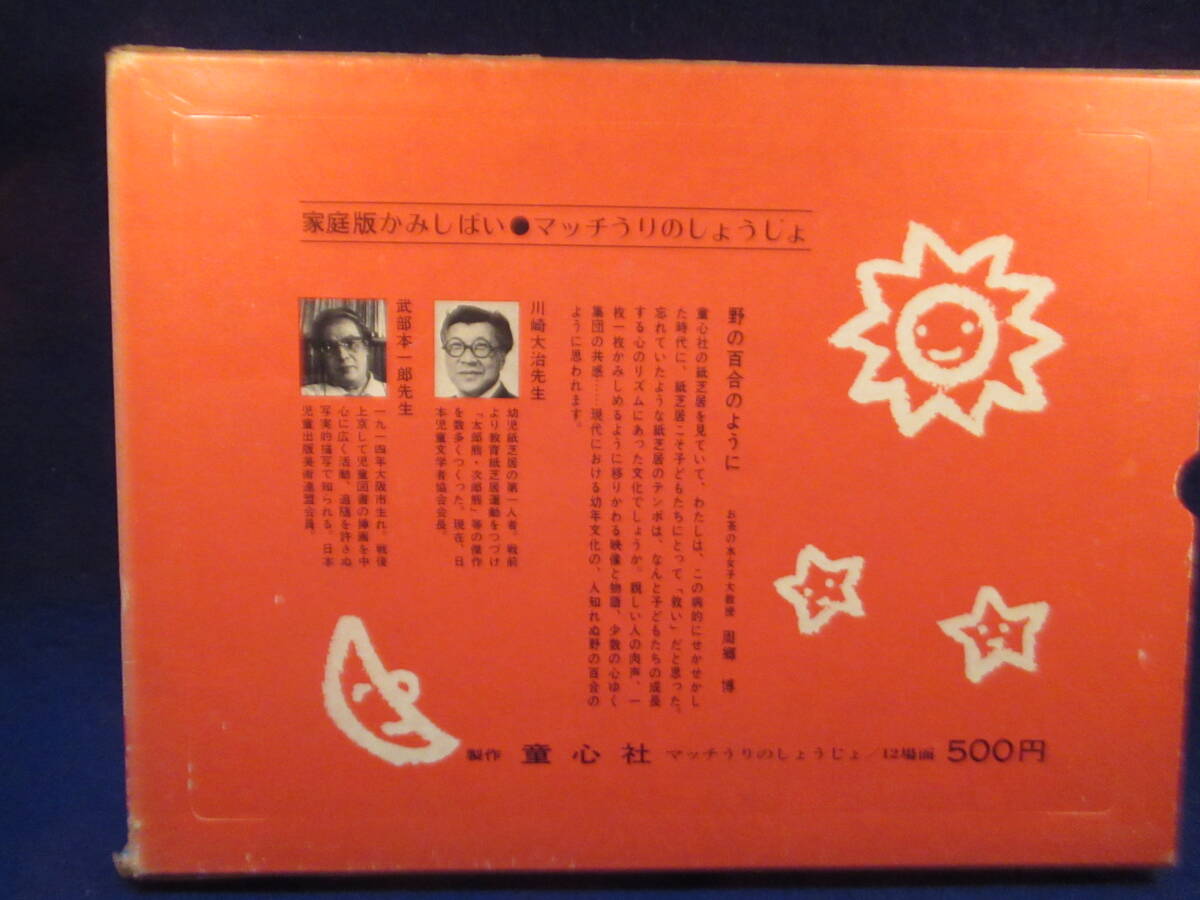 家庭版かみしばい●マッチうりのしょうじょ
野の百合のように
お茶の水女子大教授 周郷 博
童心社の紙芝居を見ていて、わたしは、この病的にせかせかし
た時代に、紙芝居こそ子どもたちにとって「救い」だと思った。
忘れていたような紙芝居のテンポは、なんと子どもたちの成長
する心のリズムにあった文化でしょうか。親しい人の肉声、一
枚一枚かみしめるように移りかわる映像と物語、少数の心ゆく
集団の共感……現代における幼年文化の、人知れぬ野の百合の
ように思われます。
川崎大治先生
幼児紙芝居の第一人者。戦前
より教育紙芝居運動をつづけ
「太郎熊・次郎熊」等の傑作
を数多くつくった。現在、日
本児童文学者協会会長。
武部本一郎先生
一九一四年大阪市生れ。戦後
上京して児童図書の挿画を中
心に広く活動、追随を許さぬ
写実的描写で知られる。日本
児童出版美術連盟会員。
製作 童心社 マッチうりのしょうじょ/12場面 500円